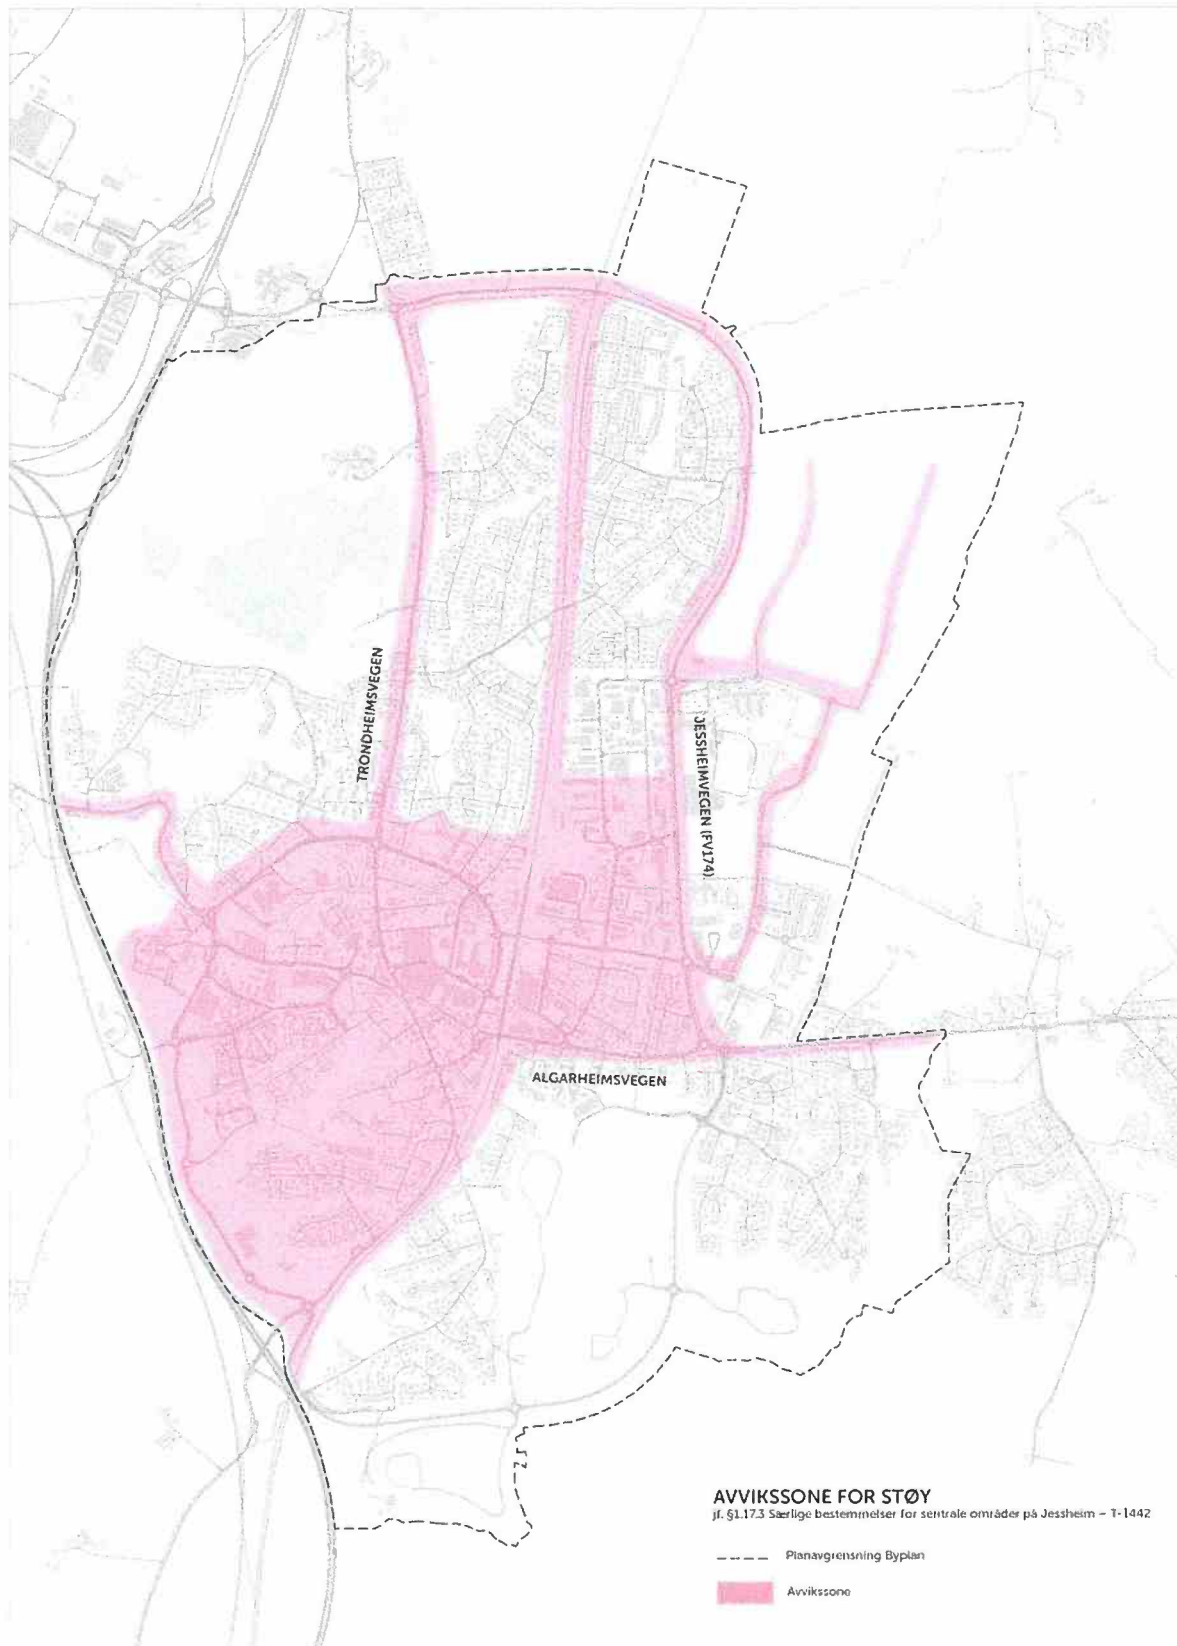 TRONDHEIMSVEGEN
JESSHEIMVEGEN (FV174)
ALGARHEIMSVEGEN
AVVIKSSONE FOR STØY
jf. §1.17.3 Særlige bestemmelser for sentrale områder på Jessheim – T-1442
Planavgrensning Byplan
Avvikssone